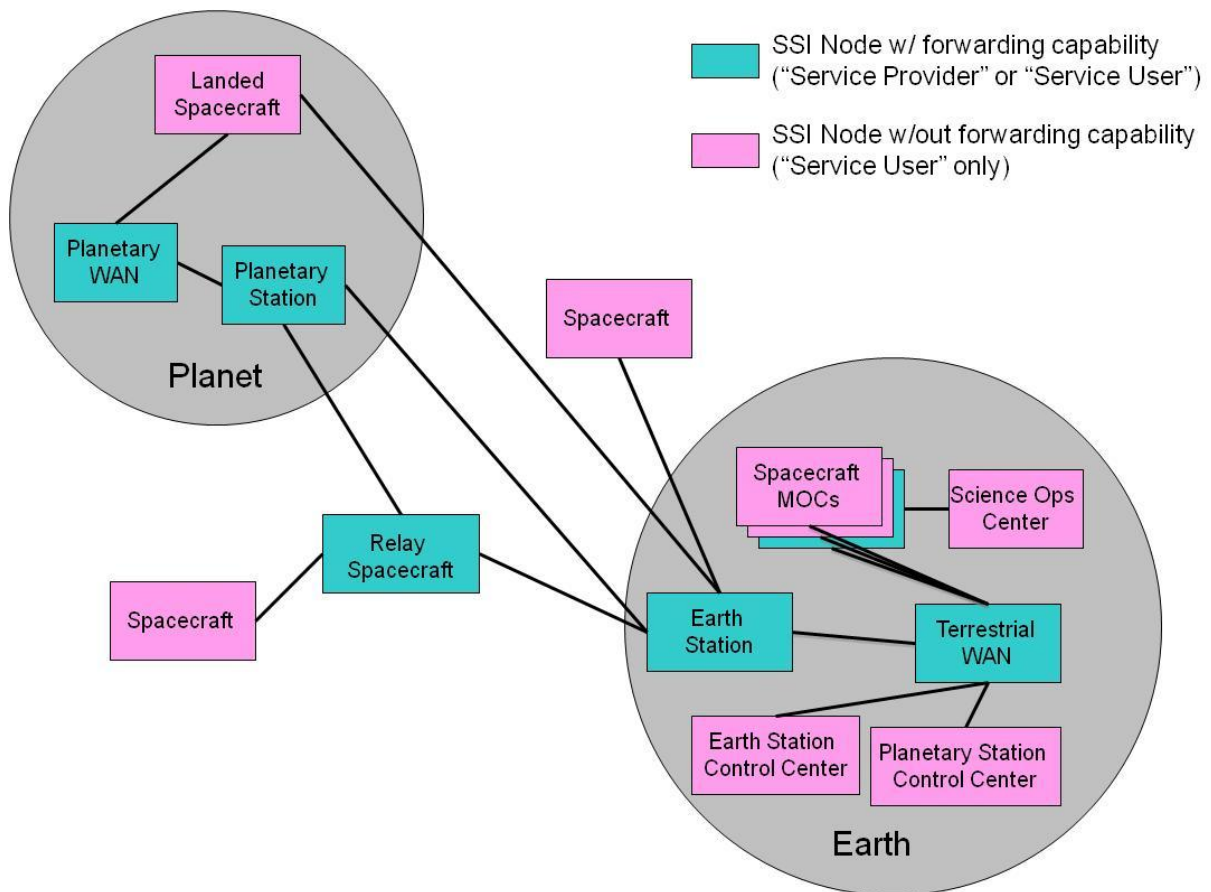 SSI Node w/ forwarding capability
(“Service Provider” or “Service User”)
SSI Node w/out forwarding capability
(“Service User” only)
Landed
Spacecraft
Planetary
WAN
Planetary
Station
Planet
Spacecraft
Spacecraft
MOCs
Science Ops
Center
Relay
Spacecraft
Spacecraft
Earth
Station
Terrestrial
WAN
Earth Station
Control Center
Planetary Station
Control Center
Earth